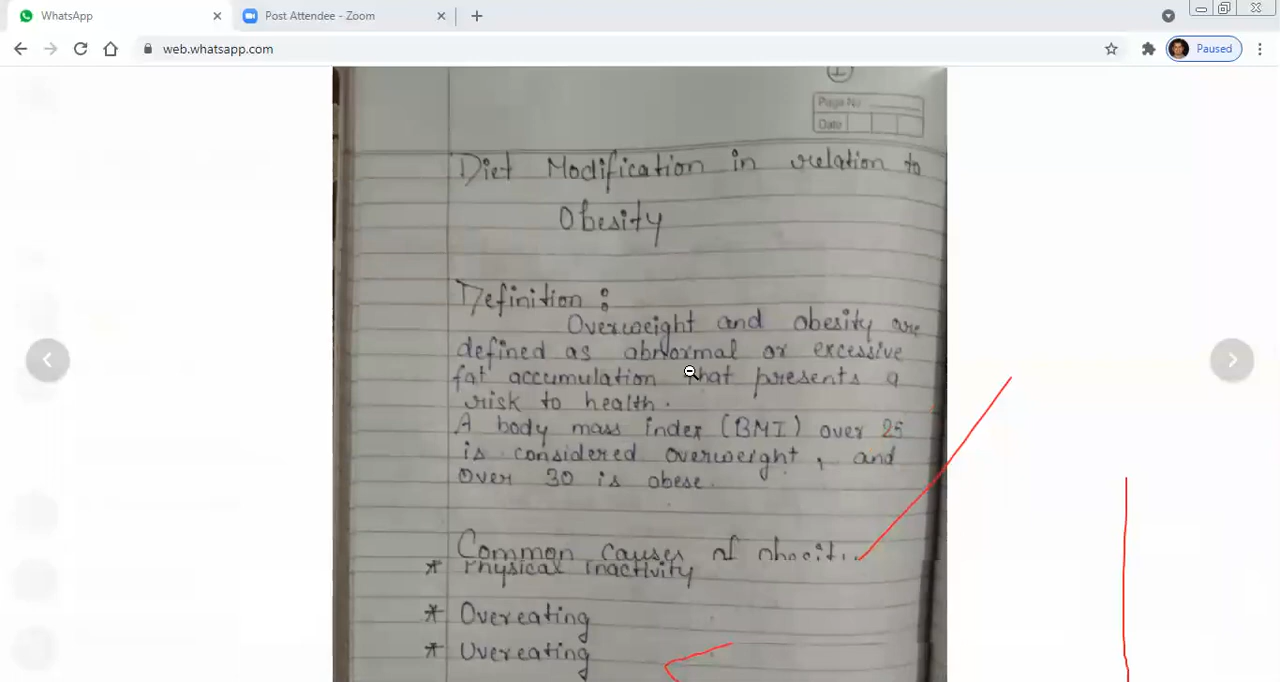 WhatsApp
Post Attendee - Zoom
web.whatsapp.com
Paused
1
Page No
Date
Diet Modification in relation to
Obesity
Definition :
Overweight and obesity are
defined as abnormal or excessive
fat accumulation that presents a
risk to health.
A body mass index (BMI) over 25
is considered overweight, and
over 30 is obese.
Common causes of
* Physical Inactivity
* Overeating
* Overeating